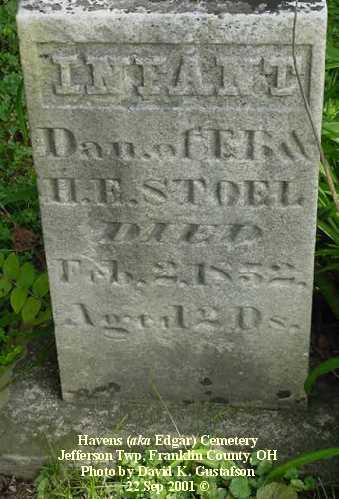 INFANT
Dau. of T. B. &
H. E. STOEL
DIED
Feb. 2, 1852,
Aged 12 Ds.
Havens (aka Edgar) Cemetery
Jefferson Twp, Franklin County, OH
Photo by David K. Gustafson
22 Sep 2001 ©